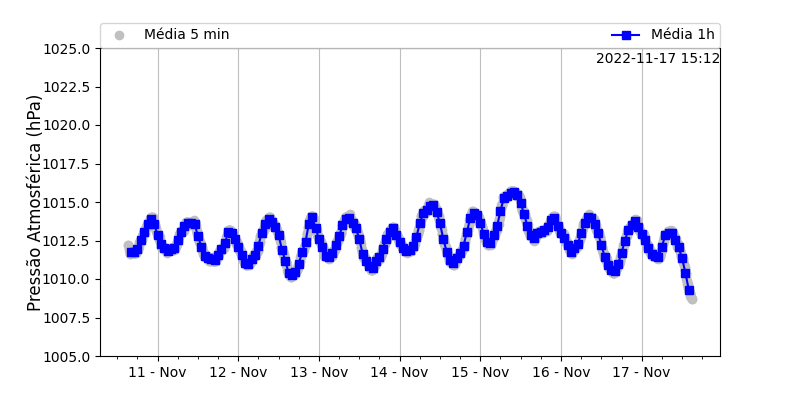 Média 5 min
Média 1h
2022-11-17 15:12
Pressão Atmosférica (hPa)
1025.0
1022.5
1020.0
1017.5
1015.0
1012.5
1010.0
1007.5
1005.0
11 - Nov
12 - Nov
13 - Nov
14 - Nov
15 - Nov
16 - Nov
17 - Nov